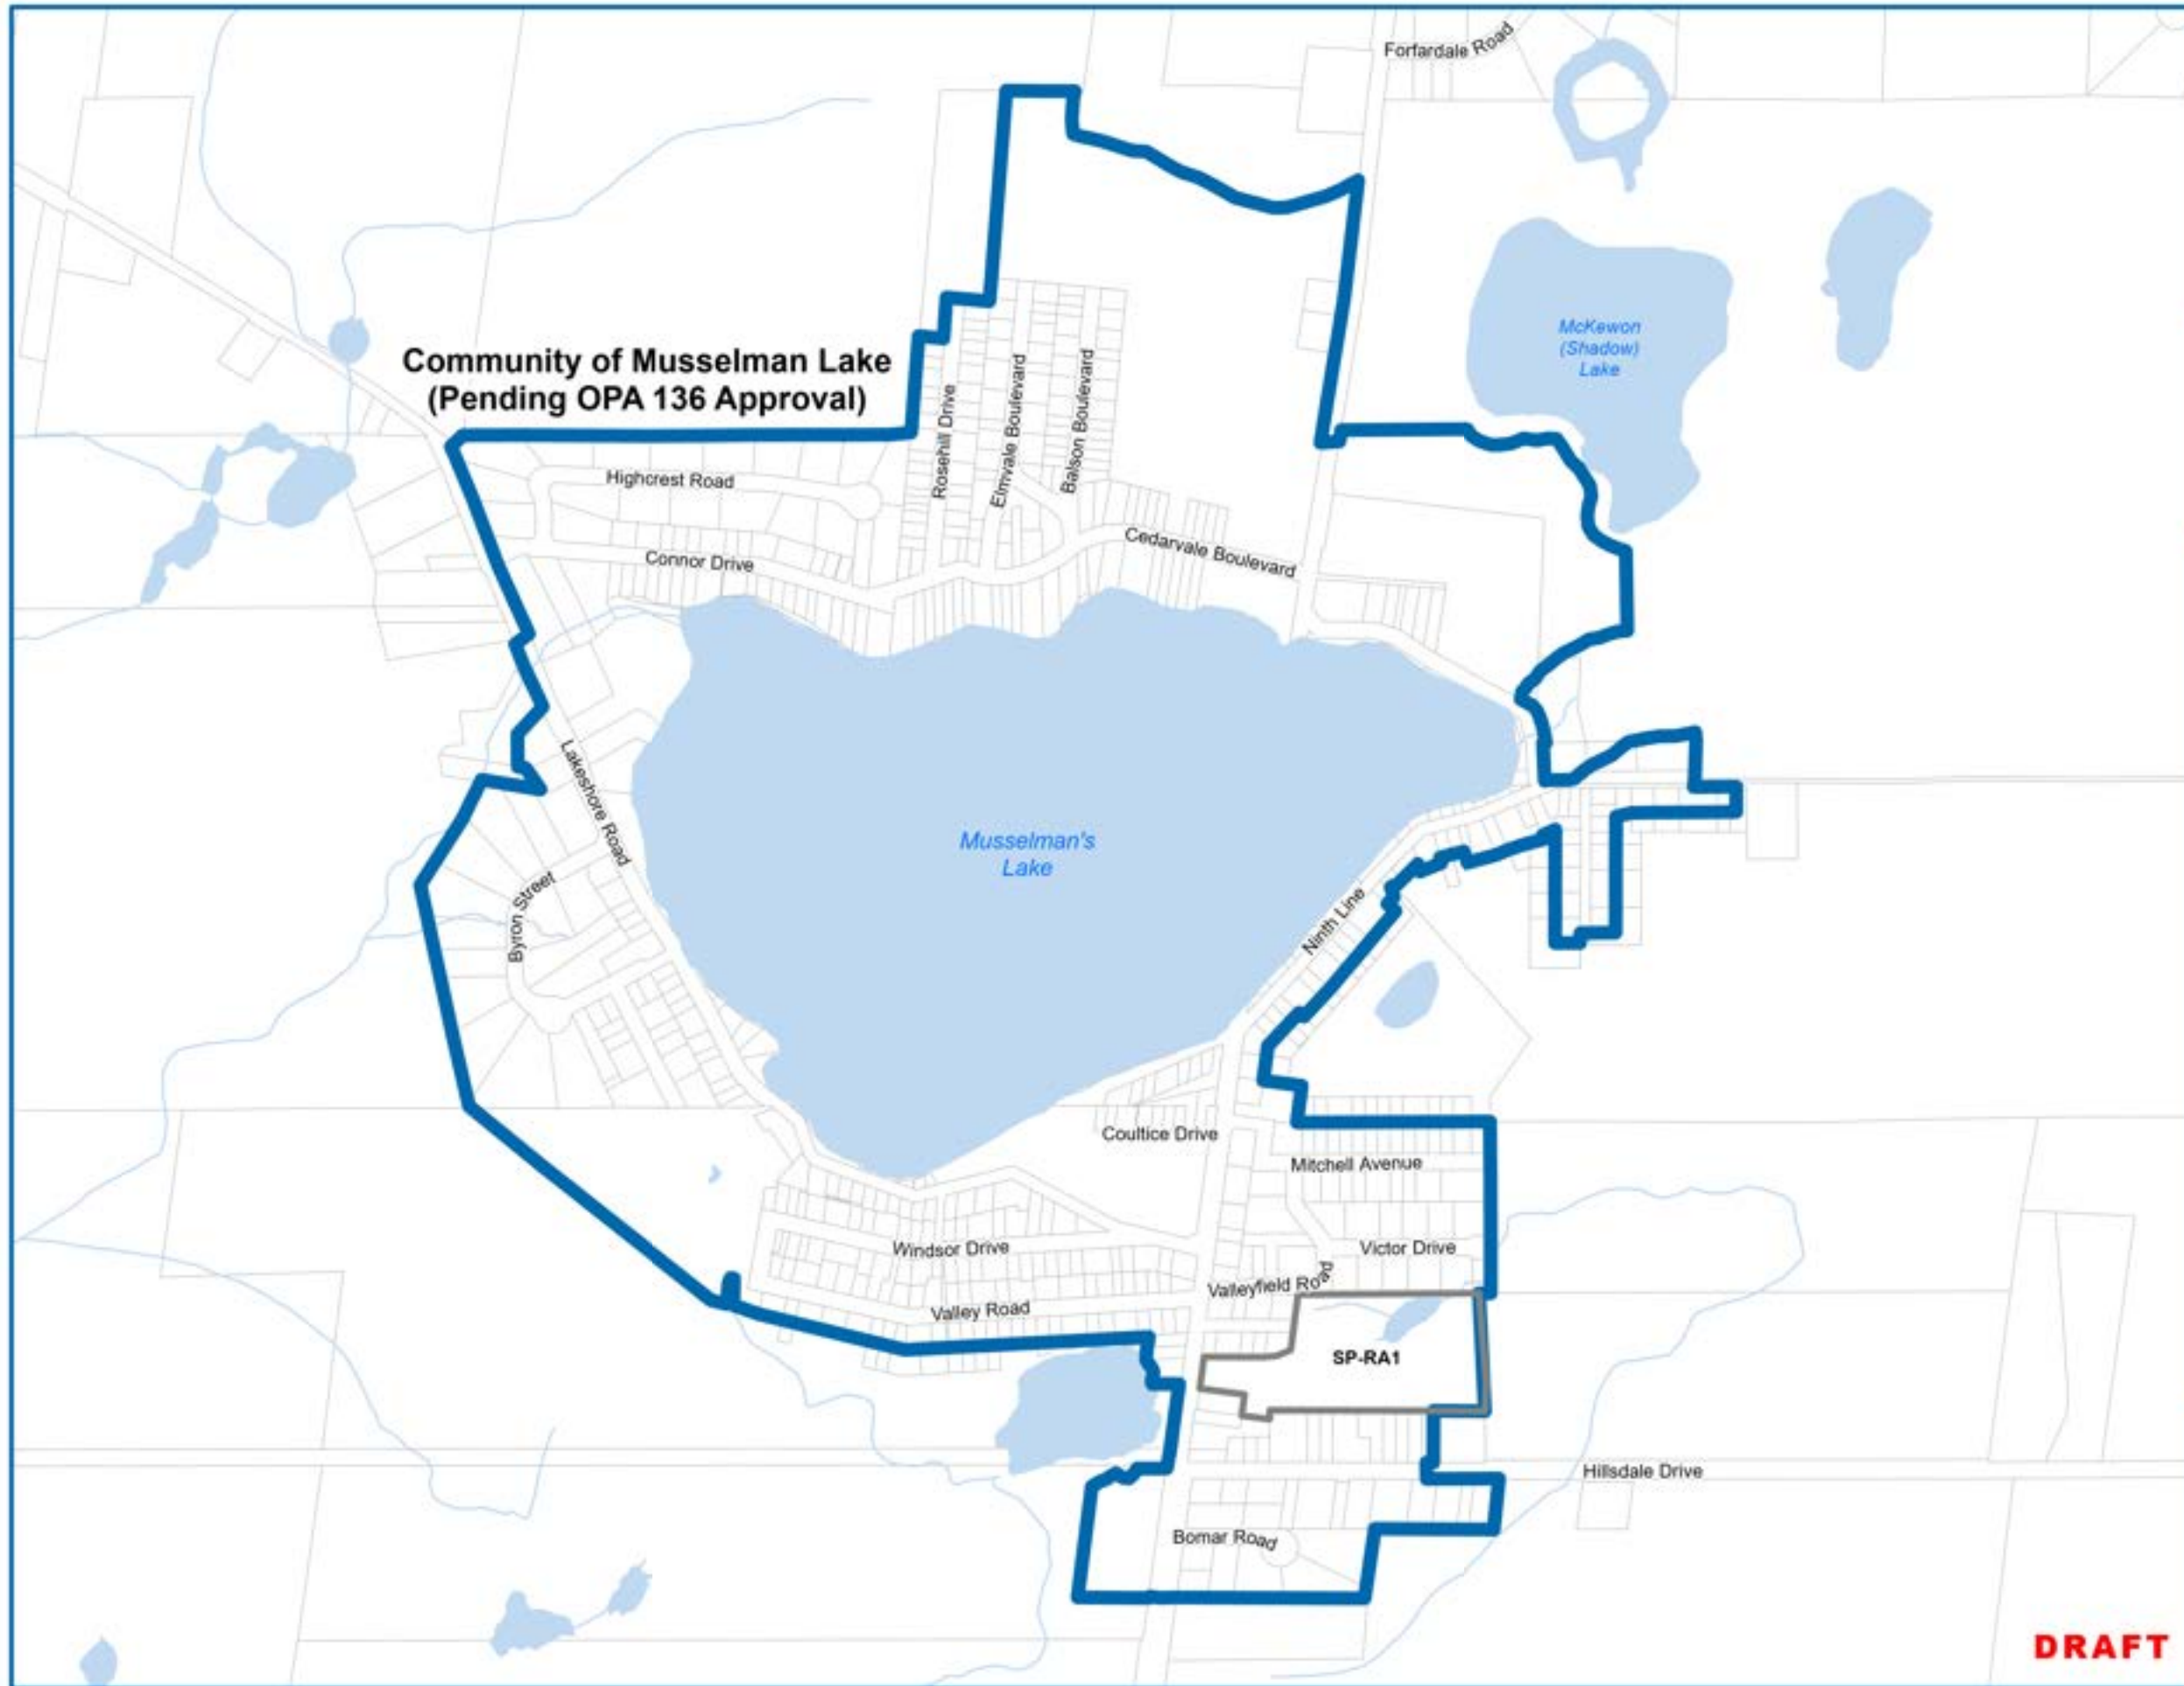 Forfardale Road
McKewon
(Shadow)
Lake
Community of Musselman Lake
(Pending OPA 136 Approval)
Rosehill Drive
Elmvale Boulevard
Balson Boulevard
Highcrest Road
Connor Drive
Cedarvale Boulevard
Lakeshore Road
Musselman's
Lake
Byron Street
Ninth Line
Coultice Drive
Mitchell Avenue
Windsor Drive
Victor Drive
Valleyfield Road
Valley Road
SP-RA1
Hillsdale Drive
Bomar Road
DRAFT